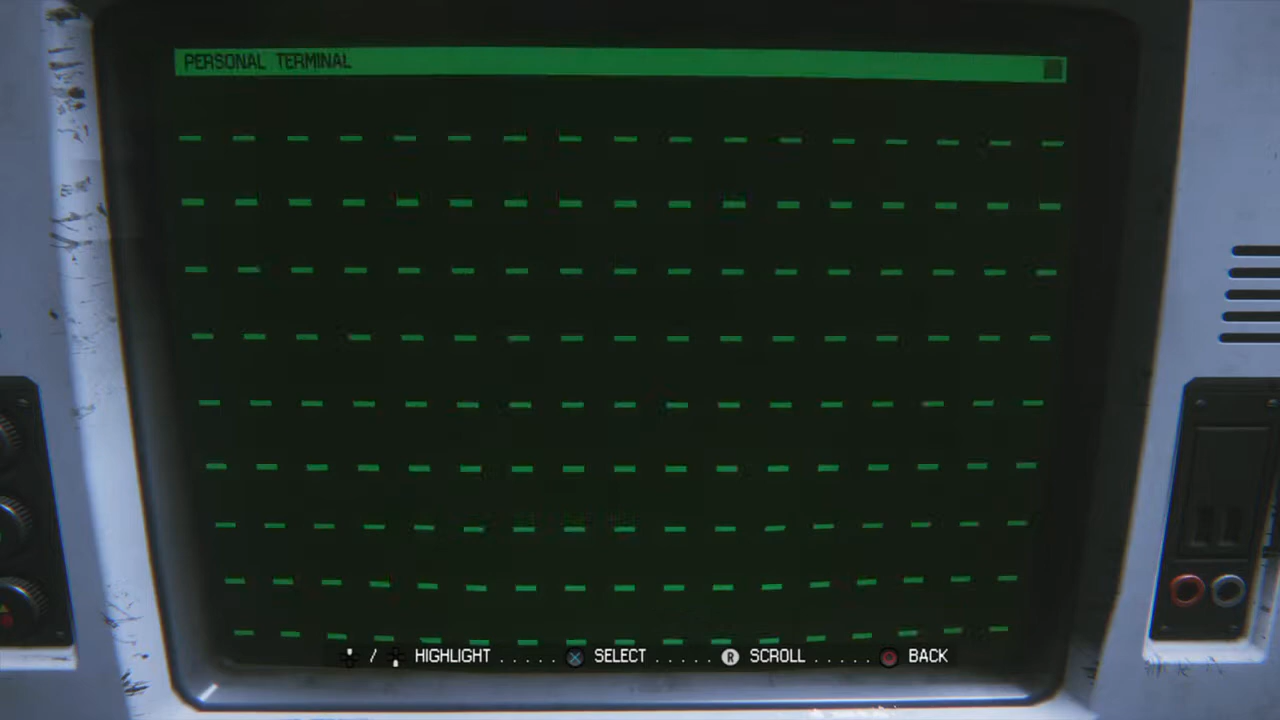 PERSONAL TERMINAL
/ HIGHLIGHT ..... SELECT ..... R SCROLL ..... BACK